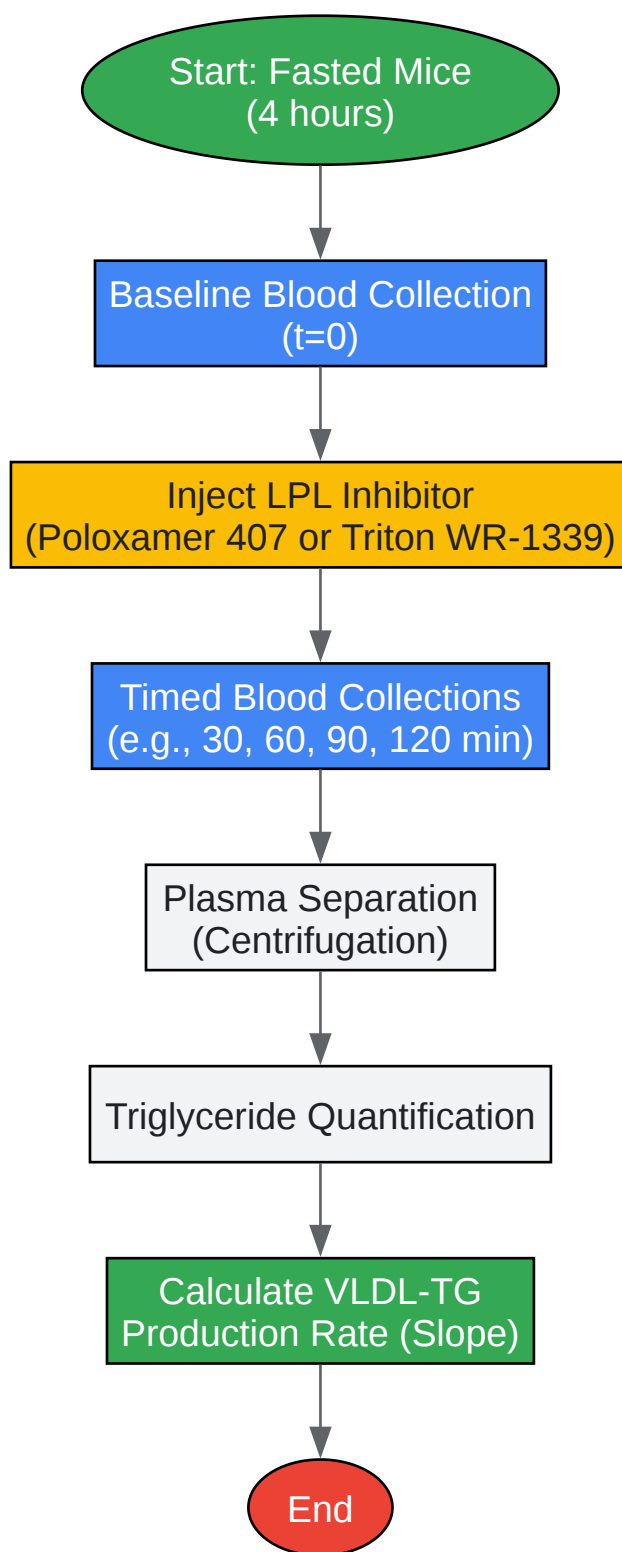 Start: Fasted Mice
(4 hours)
Baseline Blood Collection
(t=0)
Inject LPL Inhibitor
(Poloxamer 407 or Triton WR-1339)
Timed Blood Collections
(e.g., 30, 60, 90, 120 min)
Plasma Separation
(Centrifugation)
Triglyceride Quantification
Calculate VLDL-TG
Production Rate (Slope)
End